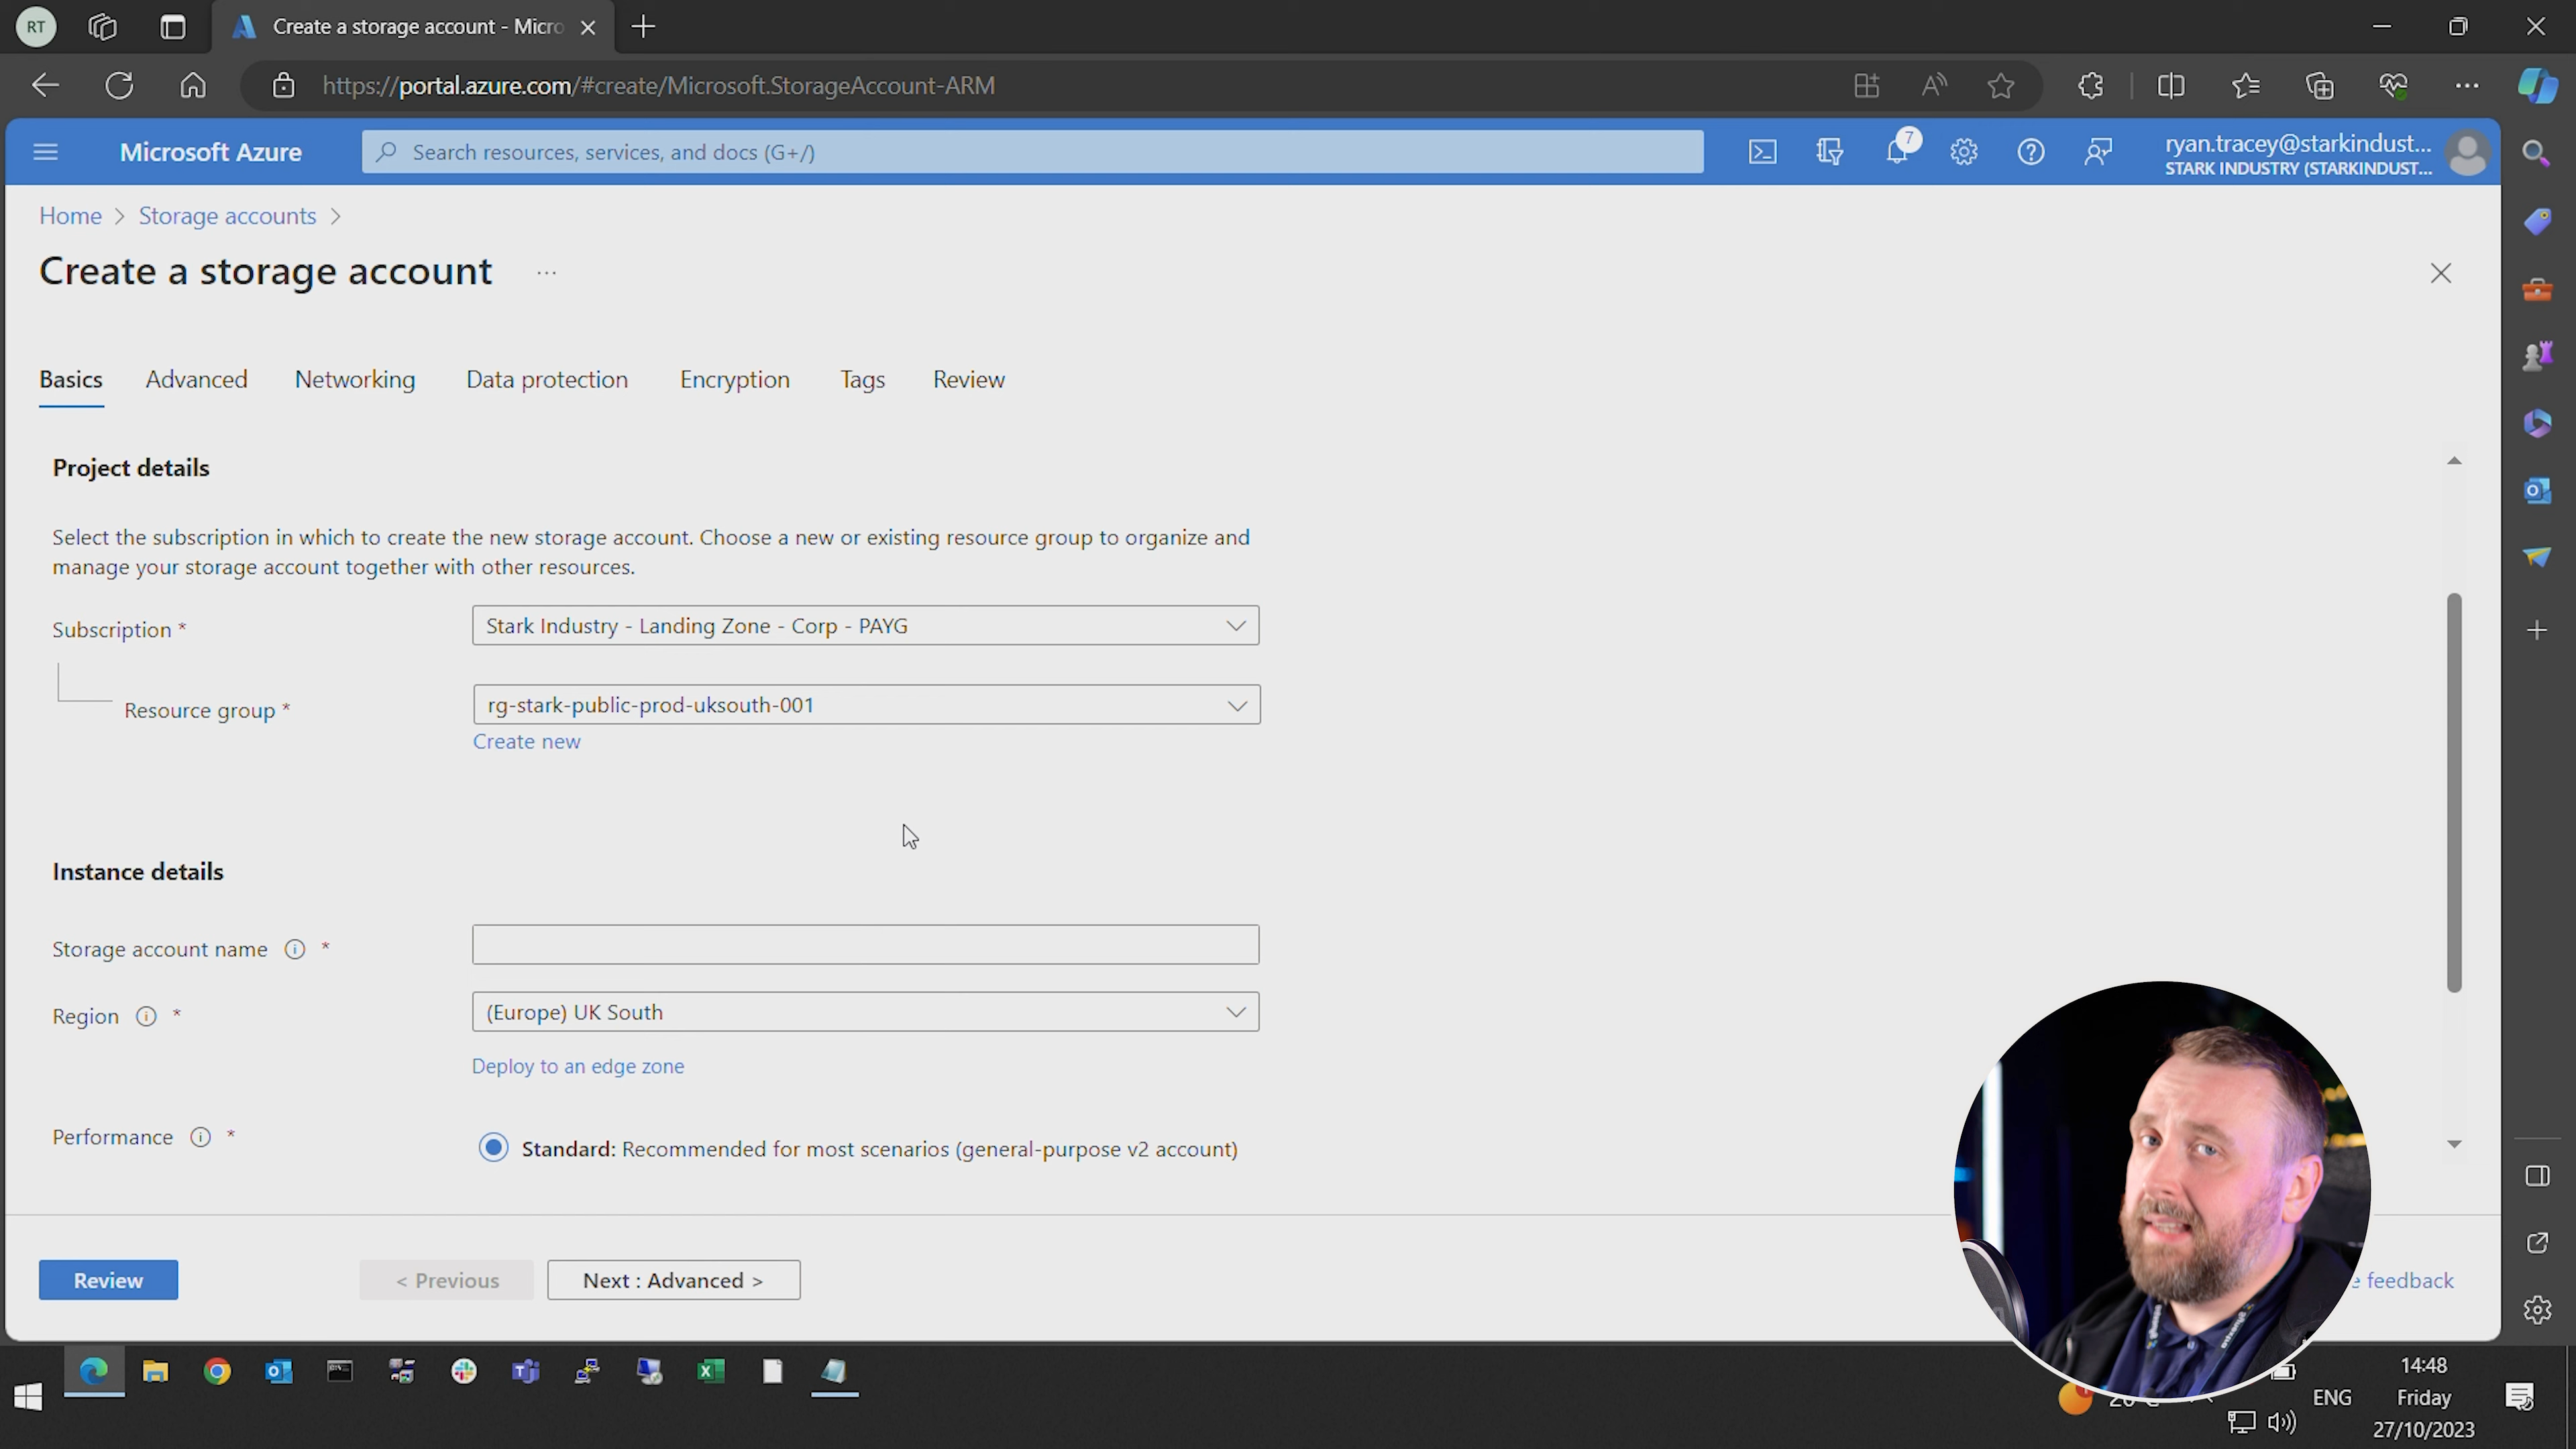 RT
Create a storage account - Micro
https://portal.azure.com/#create/Microsoft.StorageAccount-ARM
Microsoft Azure
Search resources, services, and docs (G+/)
7
ryan.tracey@starkindust...
STARK INDUSTRY (STARKINDUST...
Home > Storage accounts >
Create a storage account ...
Basics Advanced Networking Data protection Encryption Tags Review
Project details
Select the subscription in which to create the new storage account. Choose a new or existing resource group to organize and
manage your storage account together with other resources.
Subscription *
Stark Industry - Landing Zone - Corp - PAYG
Resource group *
rg-stark-public-prod-uksouth-001
Create new
Instance details
Storage account name *
Region *
(Europe) UK South
Deploy to an edge zone
Performance *
Standard: Recommended for most scenarios (general-purpose v2 account)
Review
< Previous
Next : Advanced >
feedback
14:48
ENG
Friday
27/10/2023